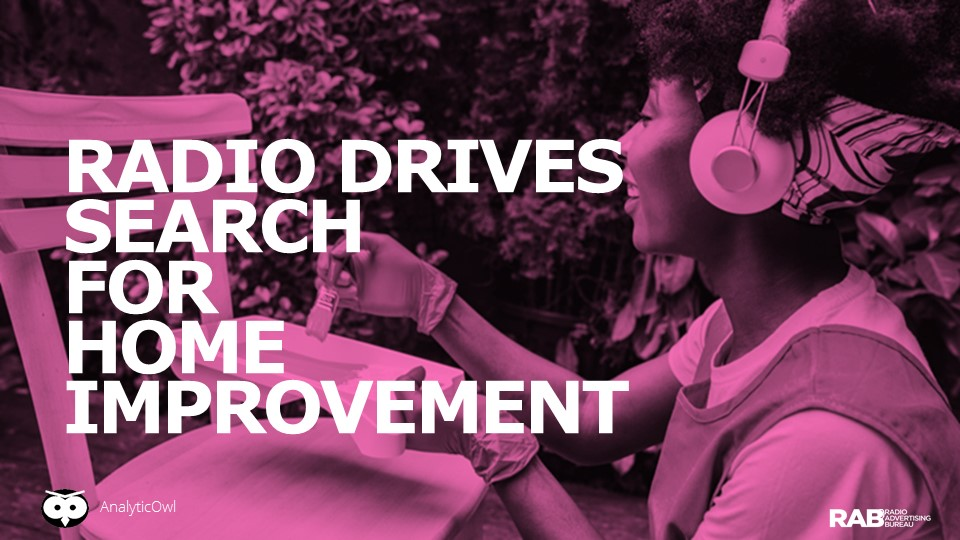 RADIO DRIVES
SEARCH
FOR
HOME
IMPROVEMENT
AnalyticOwl
RAB RADIO
ADVERTISING
BUREAU